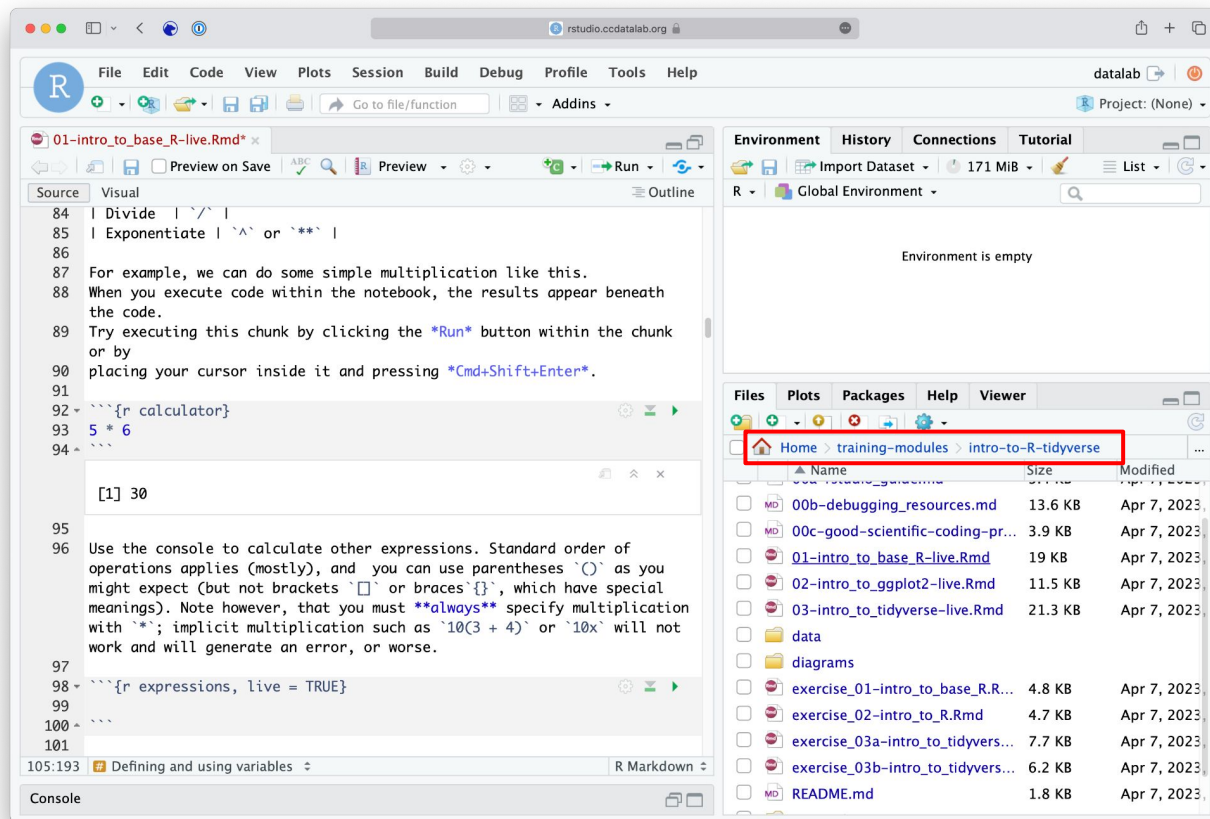 rstudio.ccdatalab.org
R
File Edit Code View Plots Session Build Debug Profile Tools Help
datalab
Go to file/function
Addins
Project: (None)
01-intro_to_base_R-live.Rmd*
Preview on Save
ABC
Preview
Run
Source Visual
Outline
84 | Divide | `/` |
85 | Exponentiate | `^` or `**` |
86
87 For example, we can do some simple multiplication like this.
88 When you execute code within the notebook, the results appear beneath
the code.
89 Try executing this chunk by clicking the *Run* button within the chunk
or by
90 placing your cursor inside it and pressing *Cmd+Shift+Enter*.
91
92 ```{r calculator}
93 5 * 6
94 ```
[1] 30
95
96 Use the console to calculate other expressions. Standard order of
operations applies (mostly), and  you can use parentheses `()` as you
might expect (but not brackets `[]` or braces`{}`, which have special
meanings). Note however, that you must **always** specify multiplication
with `*`; implicit multiplication such as `10(3 + 4)` or `10x` will not
work and will generate an error, or worse.
97
98 ```{r expressions, live = TRUE}
99
100 ```
101
105:193 # Defining and using variables
R Markdown
Console
Environment History Connections Tutorial
Import Dataset 171 MiB List
R Global Environment
Environment is empty
Files Plots Packages Help Viewer
Home > training-modules > intro-to-R-tidyverse
Name Size Modified
00b-debugging_resources.md 13.6 KB Apr 7, 2023,
00c-good-scientific-coding-pr... 3.9 KB Apr 7, 2023,
01-intro_to_base_R-live.Rmd 19 KB Apr 7, 2023,
02-intro_to_ggplot2-live.Rmd 11.5 KB Apr 7, 2023,
03-intro_to_tidyverse-live.Rmd 21.3 KB Apr 7, 2023,
data
diagrams
exercise_01-intro_to_base_R.R... 4.8 KB Apr 7, 2023,
exercise_02-intro_to_R.Rmd 4.7 KB Apr 7, 2023,
exercise_03a-intro_to_tidyvers... 7.7 KB Apr 7, 2023,
exercise_03b-intro_to_tidyvers... 6.2 KB Apr 7, 2023,
README.md 1.8 KB Apr 7, 2023,